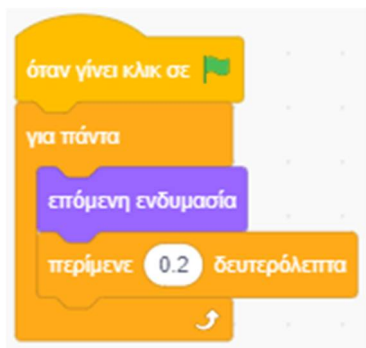 όταν γίνει κλικ σε
για πάντα
επόμενη ενδυμασία
περίμενε 0.2 δευτερόλεπτα